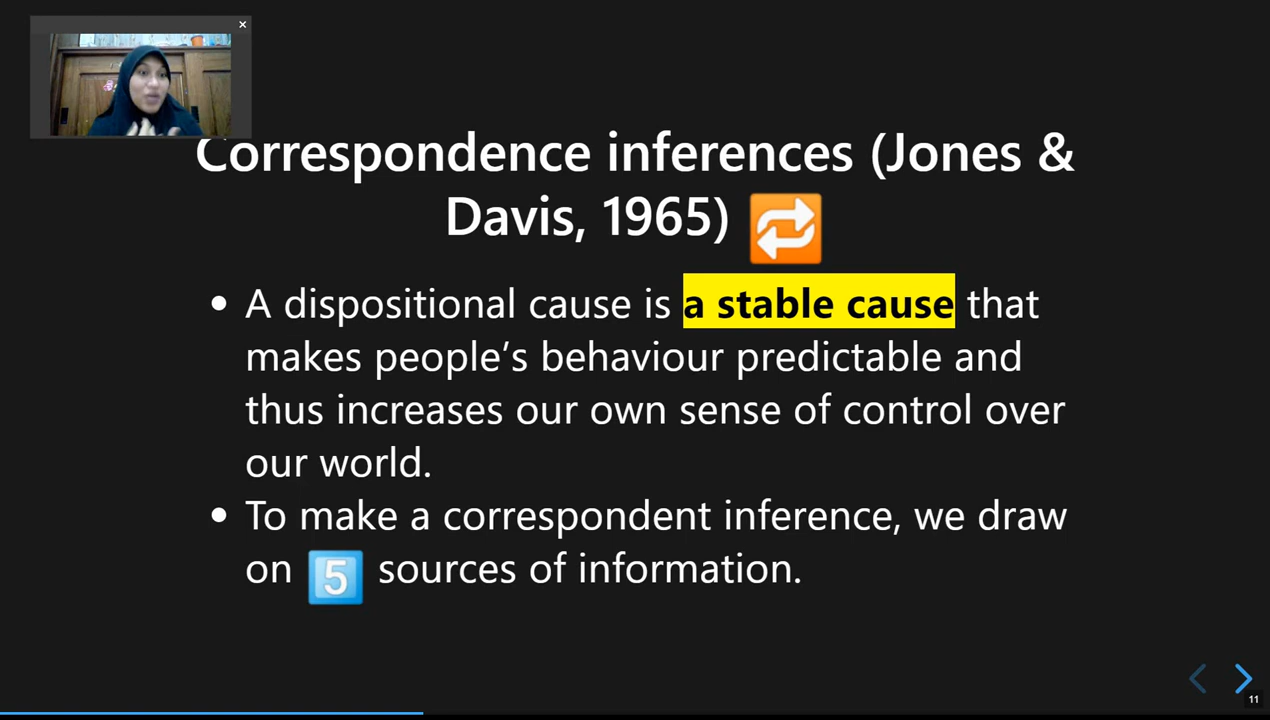 Correspondence inferences (Jones &
Davis, 1965) 🔁
• A dispositional cause is a stable cause that
makes people’s behaviour predictable and
thus increases our own sense of control over
our world.
• To make a correspondent inference, we draw
on 5️⃣ sources of information.
11